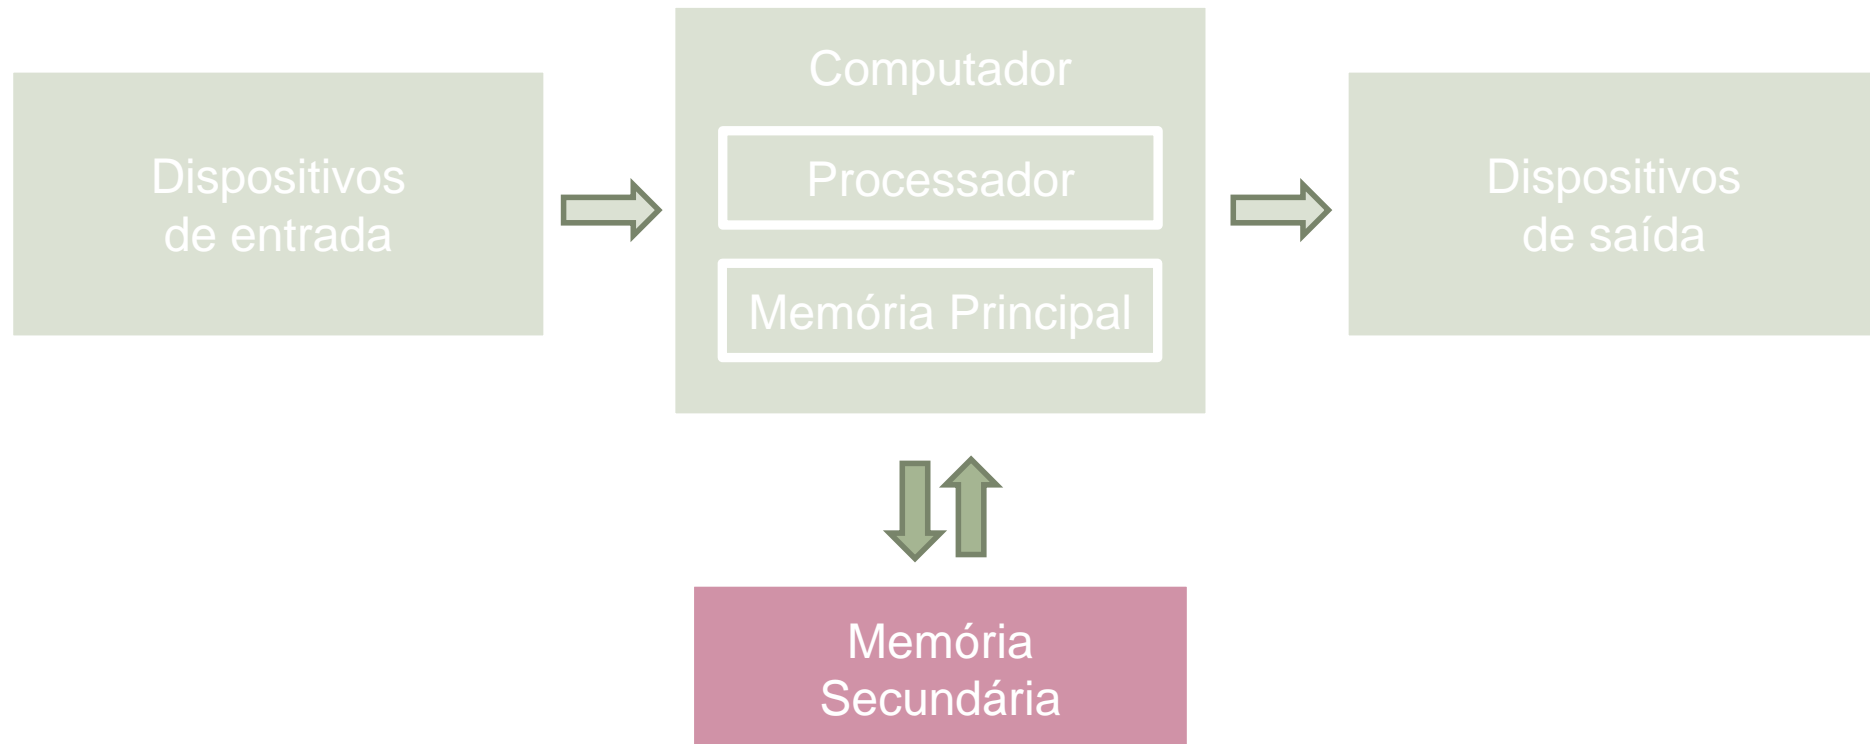 Dispositivos
de entrada
Computador
Processador
Memória Principal
Dispositivos
de saída
Memória
Secundária